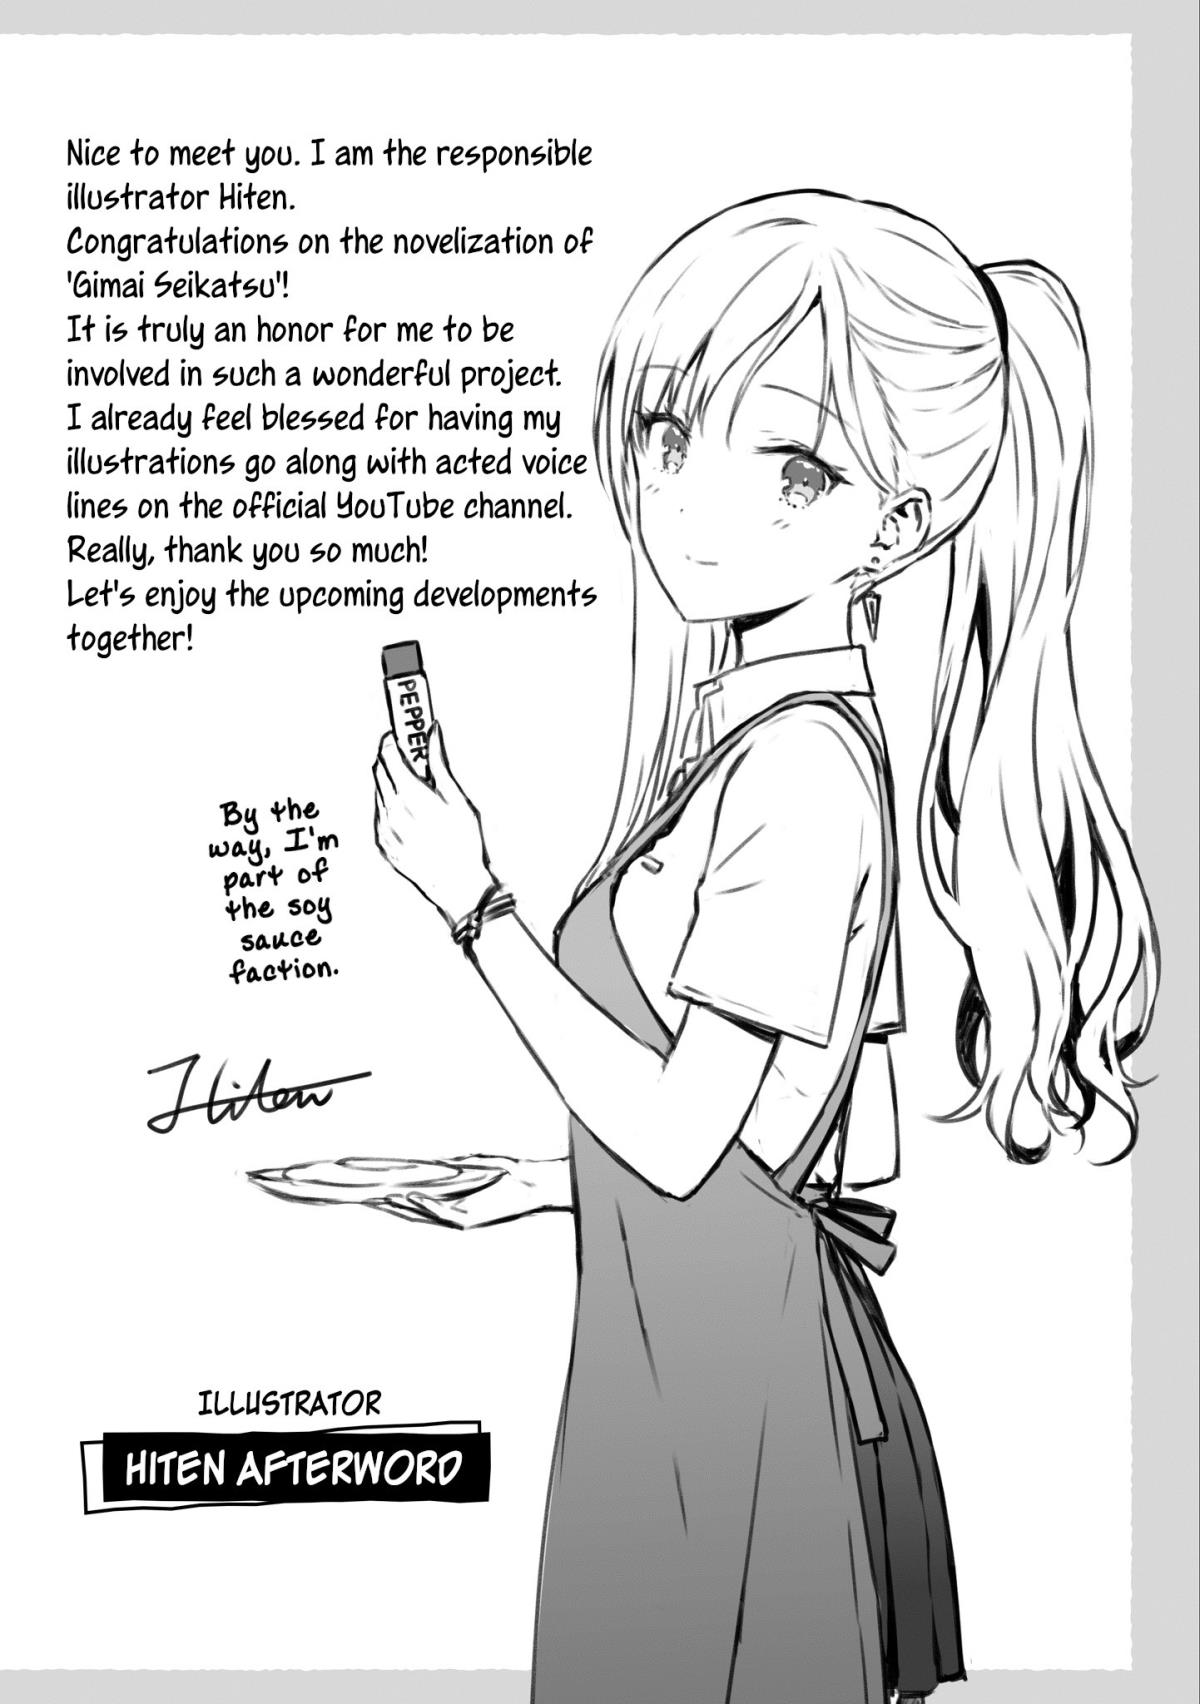 Nice to meet you. I am the responsible
illustrator Hiten.
Congratulations on the novelization of
'Gimai Seikatsu'!
It is truly an honor for me to be
involved in such a wonderful project.
I already feel blessed for having my
illustrations go along with acted voice
lines on the official YouTube channel.
Really, thank you so much!
Let's enjoy the upcoming developments
together!
PEPPER
By the
way, I'm
part of
the soy
sauce
faction.
Hiten
ILLUSTRATOR
HITEN AFTERWORD